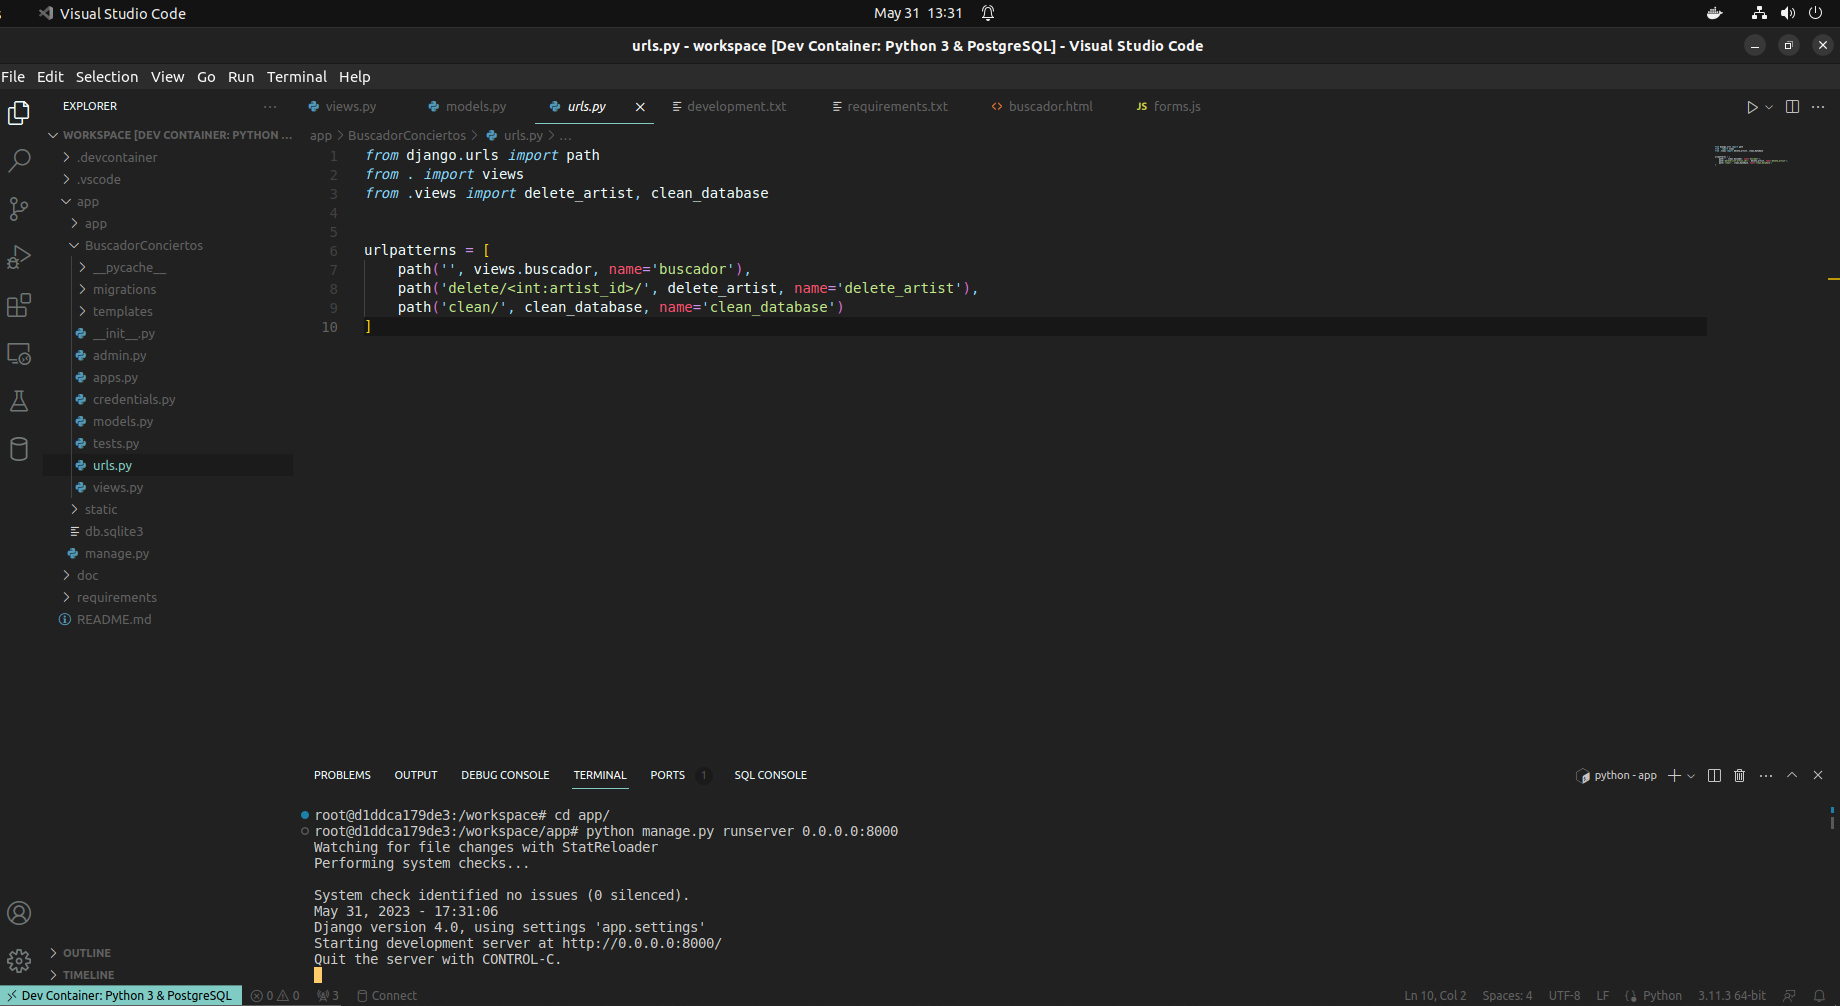 Visual Studio Code
May 31 13:31
urls.py - workspace [Dev Container: Python 3 & PostgreSQL] - Visual Studio Code
File Edit Selection View Go Run Terminal Help
EXPLORER
WORKSPACE [DEV CONTAINER: PYTHON ...
.devcontainer
.vscode
app
app
BuscadorConciertos
__pycache__
migrations
templates
__init__.py
admin.py
apps.py
credentials.py
models.py
tests.py
urls.py
views.py
static
db.sqlite3
manage.py
doc
requirements
README.md
OUTLINE
TIMELINE
views.py models.py urls.py development.txt requirements.txt buscador.html JS forms.js
app > BuscadorConciertos > urls.py > ...
1 from django.urls import path
2 from . import views
3 from .views import delete_artist, clean_database
4
5
6 urlpatterns = [
7 path('', views.buscador, name='buscador'),
8 path('delete/<int:artist_id>/', delete_artist, name='delete_artist'),
9 path('clean/', clean_database, name='clean_database')
10 ]
PROBLEMS OUTPUT DEBUG CONSOLE TERMINAL PORTS 1 SQL CONSOLE
python - app
root@d1ddca179de3:/workspace# cd app/
root@d1ddca179de3:/workspace/app# python manage.py runserver 0.0.0.0:8000
Watching for file changes with StatReloader
Performing system checks...
System check identified no issues (0 silenced).
May 31, 2023 - 17:31:06
Django version 4.0, using settings 'app.settings'
Starting development server at http://0.0.0.0:8000/
Quit the server with CONTROL-C.
Dev Container: Python 3 & PostgreSQL 0 0 3 Connect
Ln 10, Col 2 Spaces: 4 UTF-8 LF Python 3.11.3 64-bit